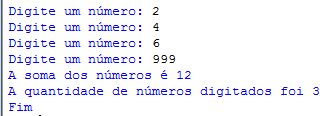 Digite um número: 2
Digite um número: 4
Digite um número: 6
Digite um número: 999
A soma dos números é 12
A quantidade de números digitados foi 3
Fim